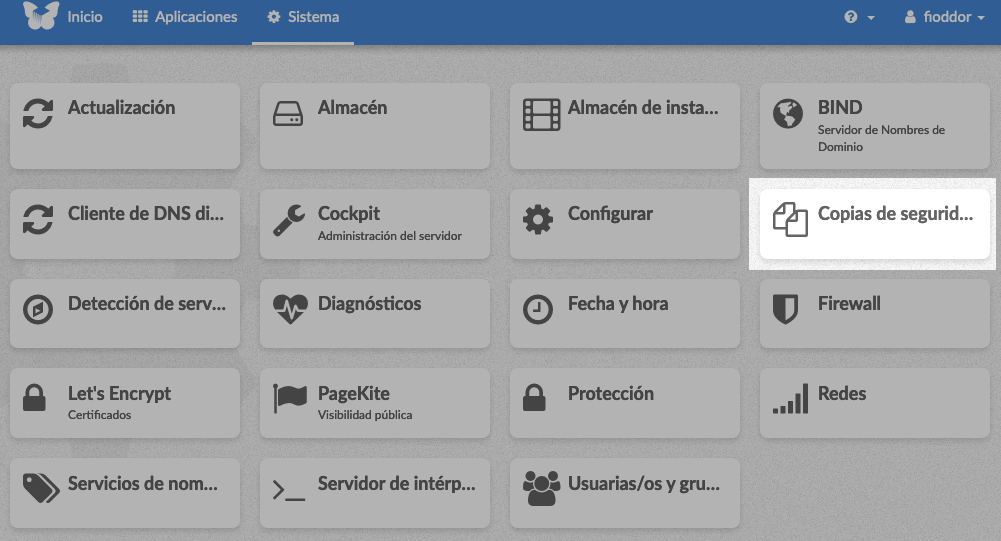 Inicio Aplicaciones Sistema fioddor
Actualización
Almacén
Almacén de insta...
BIND
Servidor de Nombres de
Dominio
Cliente de DNS di...
Cockpit
Administración del servidor
Configurar
Copias de segurid...
Detección de serv...
Diagnósticos
Fecha y hora
Firewall
Let's Encrypt
Certificados
PageKite
Visibilidad pública
Protección
Redes
Servicios de nom...
Servidor de intérp...
Usuarias/os y gru...